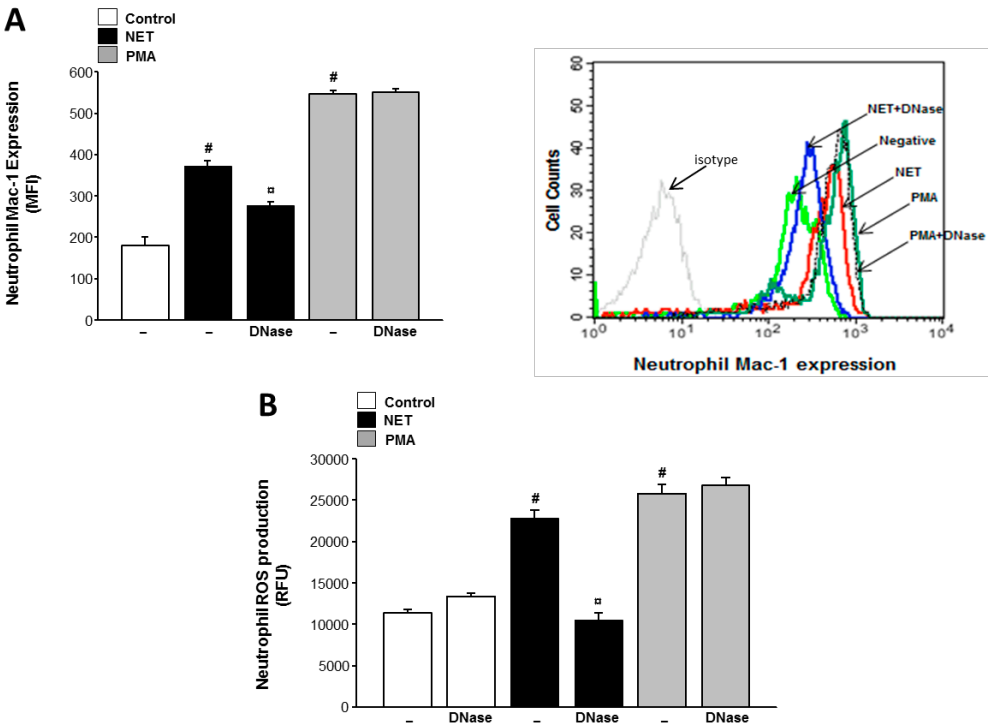 A
Control
NET
PMA
Neutrophil Mac-1 Expression
(MFI)
600
500
400
300
200
100
0
#
¤
#
–
–
DNase
–
DNase
Cell Counts
60
50
40
30
20
10
0
isotype
NET+DNase
Negative
NET
PMA
PMA+DNase
10⁰
10¹
10²
10³
10⁴
Neutrophil Mac-1 expression
B
Control
NET
PMA
Neutrophil ROS production
(RFU)
30000
25000
20000
15000
10000
5000
0
#
¤
#
–
DNase
–
DNase
–
DNase